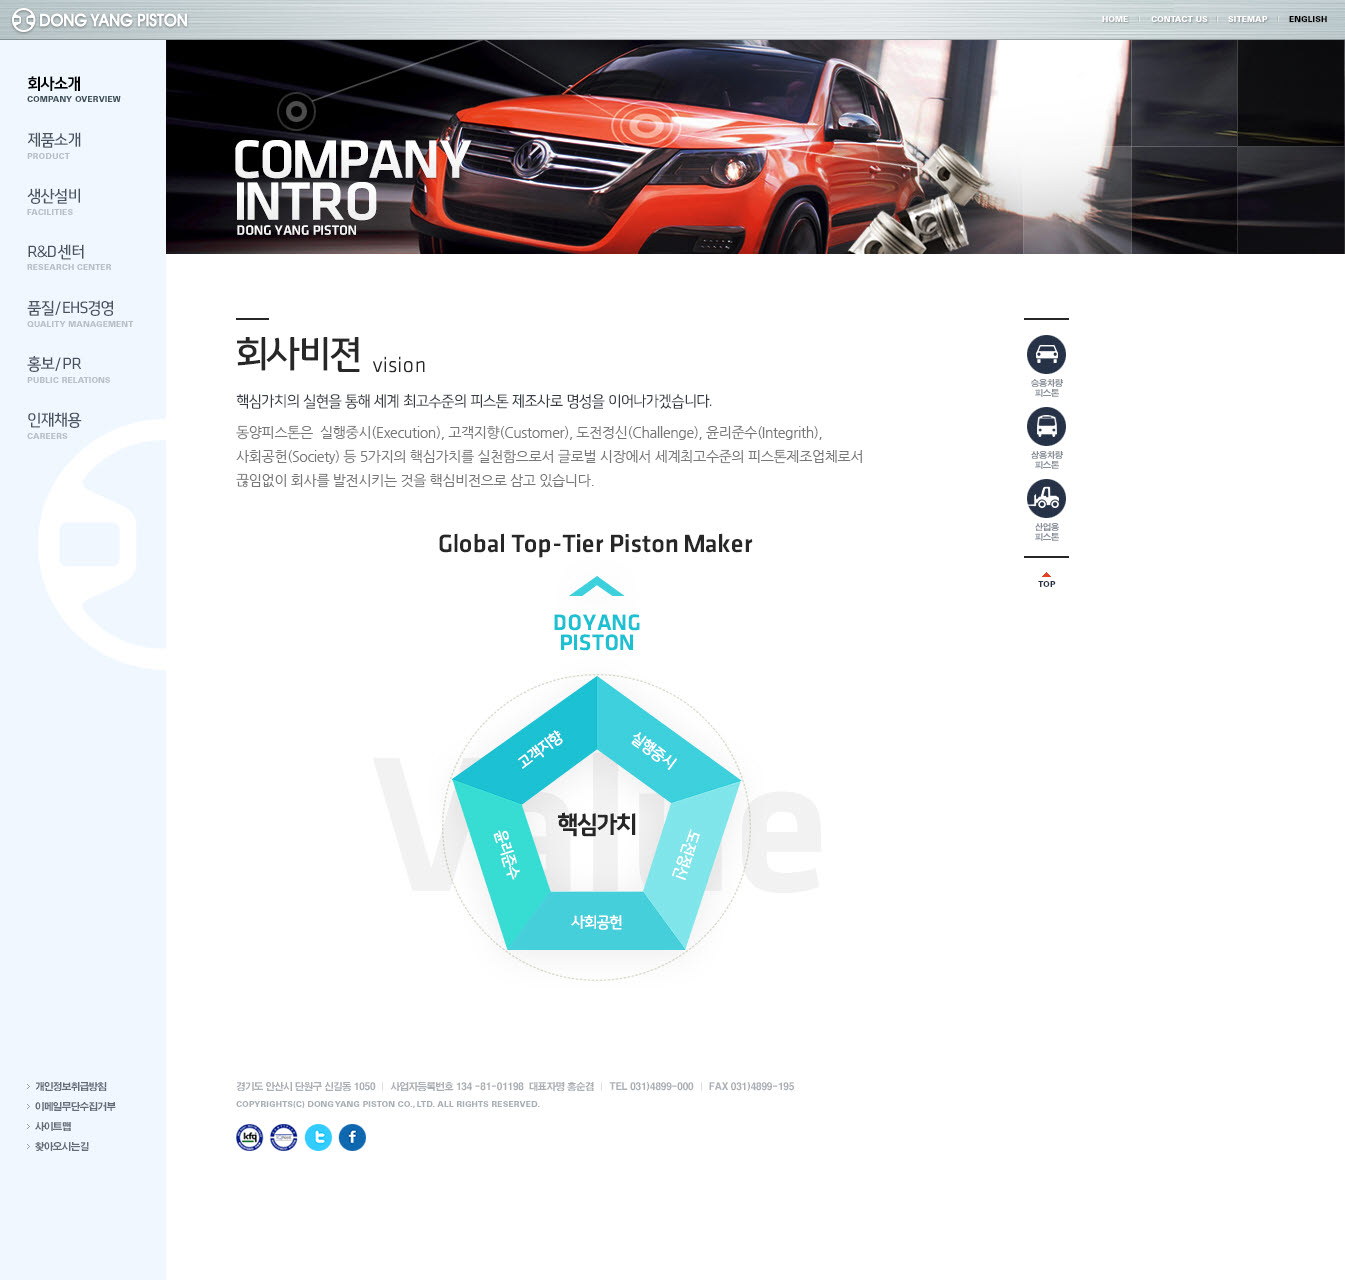 DONG YANG PISTON
HOME
CONTACT US
SITEMAP
ENGLISH
회사소개
COMPANY OVERVIEW
제품소개
PRODUCT
생산설비
FACILITIES
R&D센터
RESEARCH CENTER
품질/EHS경영
QUALITY MANAGEMENT
홍보/PR
PUBLIC RELATIONS
인재채용
CAREERS
COMPANY
INTRO
DONG YANG PISTON
회사비젼 vision
핵심가치의 실현을 통해 세계 최고수준의 피스톤 제조사로 명성을 이어나가겠습니다.
동양피스톤은 실행중시(Execution), 고객지향(Customer), 도전정신(Challenge), 윤리준수(Integrith),
사회공헌(Society) 등 5가지의 핵심가치를 실천함으로서 글로벌 시장에서 세계최고수준의 피스톤제조업체로서
끊임없이 회사를 발전시키는 것을 핵심비전으로 삼고 있습니다.
Global Top-Tier Piston Maker
DOYANG
PISTON
Value
고객지향
실행중시
윤리준수
핵심가치
도전정신
사회공헌
승용차량
피스톤
상용차량
피스톤
산업용
피스톤
TOP
개인정보취급방침
이메일무단수집거부
사이트맵
찾아오시는길
경기도 안산시 단원구 신길동 1050 | 사업자등록번호 134 -81-01198 대표자명 홍순겸 | TEL 031)4899-000 | FAX 031)4899-195
COPYRIGHTS(C) DONG YANG PISTON CO., LTD. ALL RIGHTS RESERVED.
kfq